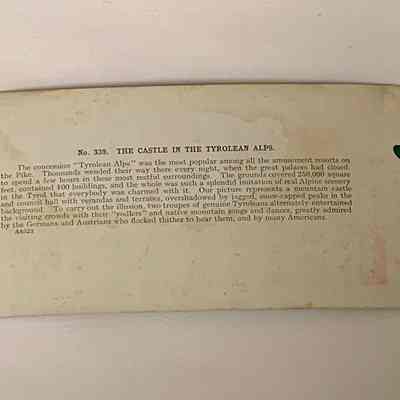 No. 339. THE CASTLE IN THE TYROLEAN ALPS.
The concession "Tyrolean Alps" was the most popular among all the amusement resorts on
the Pike. Thousands wended their way there every night, when the great palaces had closed,
to spend a few hours in these most restful surroundings. The grounds covered 250,000 square
feet, contained 100 buildings, and the whole was such a splendid imitation of real Alpine scenery
in the Tyrol that everybody was charmed with it. Our picture represents a mountain castle
and council hall with verandas and terraces, overshadowed by jagged, snow-capped peaks in the
background. To carry out the illusion, two troupes of genuine Tyroleans alternately entertained
the visiting crowds with their "yodlers" and native mountain songs and dances, greatly admired
by the Germans and Austrians who flocked thither to hear them, and by many Americans.